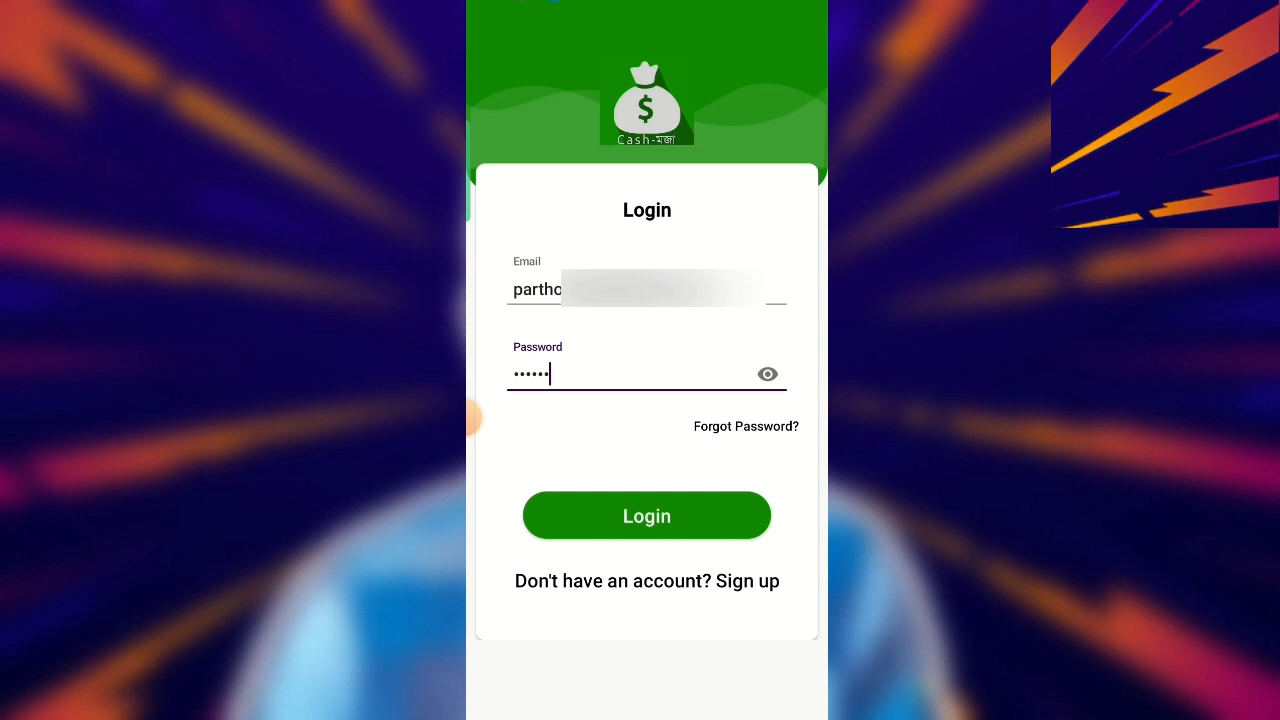 Cash-মজা
Login
Email
partho
Password
Forgot Password?
Login
Don't have an account? Sign up